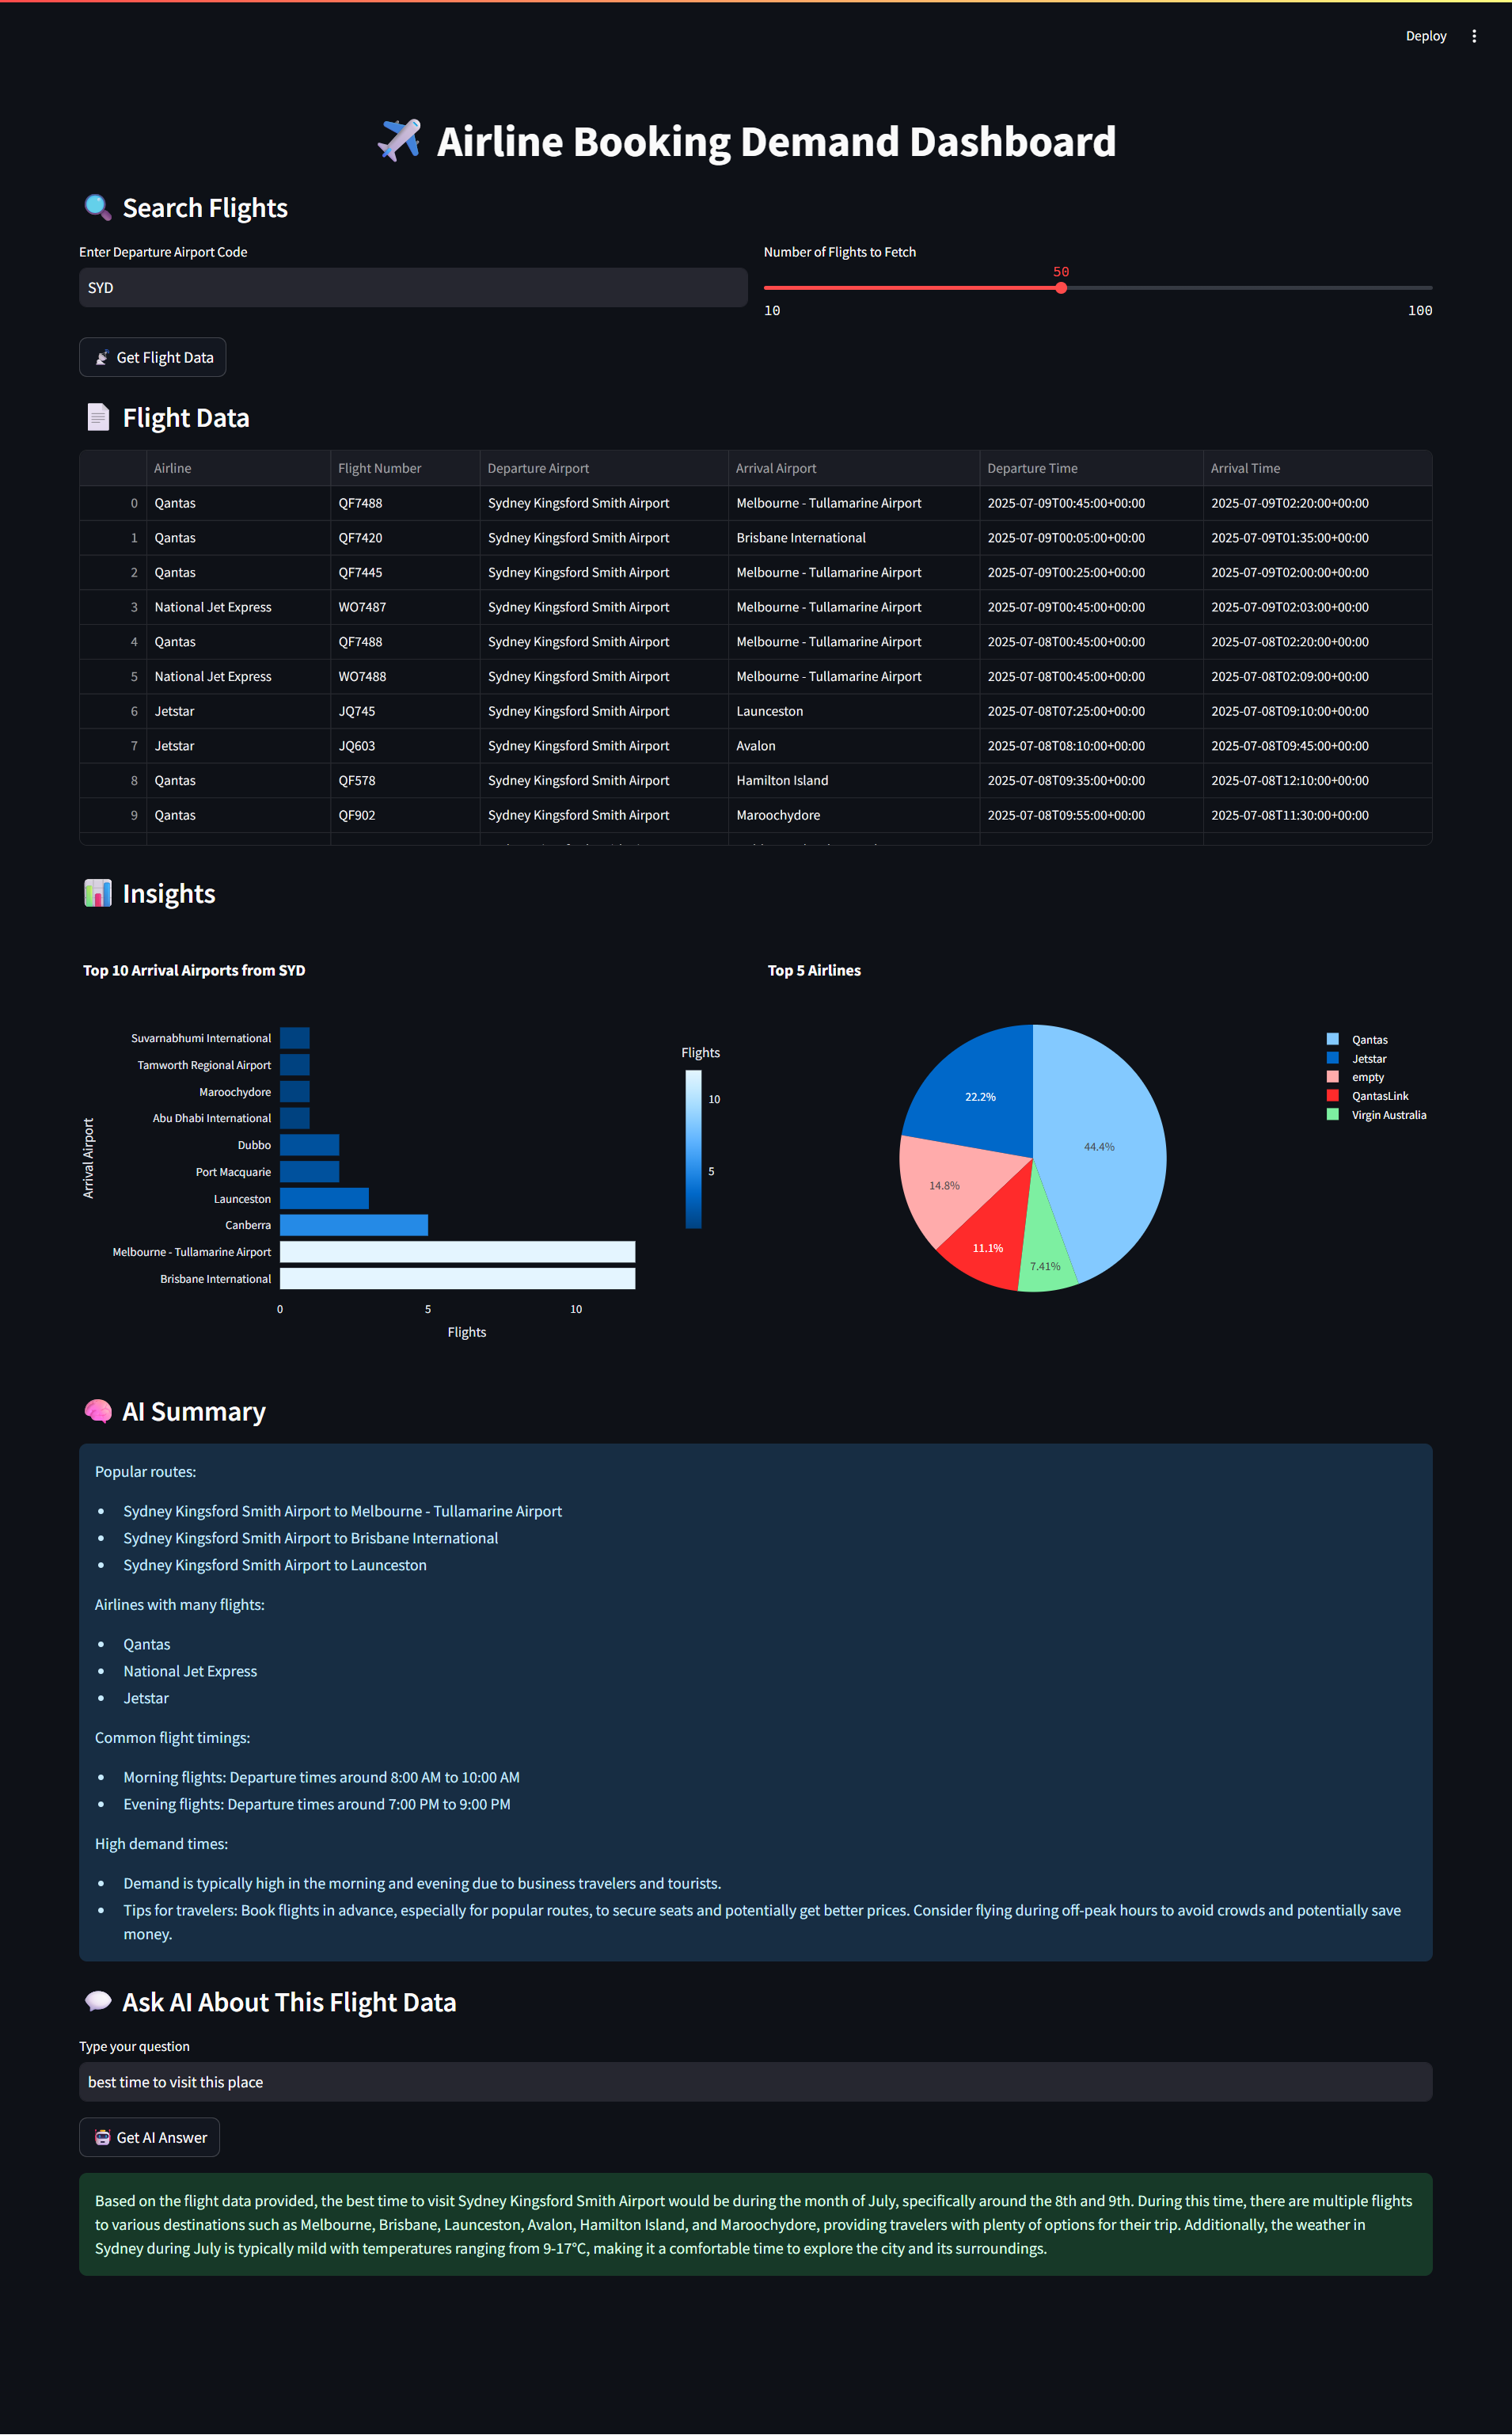 Deploy
Airline Booking Demand Dashboard
Search Flights
Enter Departure Airport Code
SYD
Number of Flights to Fetch
50
10 100
Get Flight Data
Flight Data
Airline Flight Number Departure Airport Arrival Airport Departure Time Arrival Time
0 Qantas QF7488 Sydney Kingsford Smith Airport Melbourne - Tullamarine Airport 2025-07-09T00:45:00+00:00 2025-07-09T02:20:00+00:00
1 Qantas QF7420 Sydney Kingsford Smith Airport Brisbane International 2025-07-09T00:05:00+00:00 2025-07-09T01:35:00+00:00
2 Qantas QF7445 Sydney Kingsford Smith Airport Melbourne - Tullamarine Airport 2025-07-09T00:25:00+00:00 2025-07-09T02:00:00+00:00
3 National Jet Express WO7487 Sydney Kingsford Smith Airport Melbourne - Tullamarine Airport 2025-07-09T00:45:00+00:00 2025-07-09T02:03:00+00:00
4 Qantas QF7488 Sydney Kingsford Smith Airport Melbourne - Tullamarine Airport 2025-07-08T00:45:00+00:00 2025-07-08T02:20:00+00:00
5 National Jet Express WO7488 Sydney Kingsford Smith Airport Melbourne - Tullamarine Airport 2025-07-08T00:45:00+00:00 2025-07-08T02:09:00+00:00
6 Jetstar JQ745 Sydney Kingsford Smith Airport Launceston 2025-07-08T07:25:00+00:00 2025-07-08T09:10:00+00:00
7 Jetstar JQ603 Sydney Kingsford Smith Airport Avalon 2025-07-08T08:10:00+00:00 2025-07-08T09:45:00+00:00
8 Qantas QF578 Sydney Kingsford Smith Airport Hamilton Island 2025-07-08T09:35:00+00:00 2025-07-08T12:10:00+00:00
9 Qantas QF902 Sydney Kingsford Smith Airport Maroochydore 2025-07-08T09:55:00+00:00 2025-07-08T11:30:00+00:00
Insights
Top 10 Arrival Airports from SYD
Arrival Airport
Suvarnabhumi International
Tamworth Regional Airport
Maroochydore
Abu Dhabi International
Dubbo
Port Macquarie
Launceston
Canberra
Melbourne - Tullamarine Airport
Brisbane International
0 5 10
Flights
Flights
10
5
Top 5 Airlines
22.2%
44.4%
14.8%
11.1%
7.41%
Qantas
Jetstar
empty
QantasLink
Virgin Australia
AI Summary
Popular routes:
• Sydney Kingsford Smith Airport to Melbourne - Tullamarine Airport
• Sydney Kingsford Smith Airport to Brisbane International
• Sydney Kingsford Smith Airport to Launceston
Airlines with many flights:
• Qantas
• National Jet Express
• Jetstar
Common flight timings:
• Morning flights: Departure times around 8:00 AM to 10:00 AM
• Evening flights: Departure times around 7:00 PM to 9:00 PM
High demand times:
• Demand is typically high in the morning and evening due to business travelers and tourists.
• Tips for travelers: Book flights in advance, especially for popular routes, to secure seats and potentially get better prices. Consider flying during off-peak hours to avoid crowds and potentially save
money.
Ask AI About This Flight Data
Type your question
best time to visit this place
Get AI Answer
Based on the flight data provided, the best time to visit Sydney Kingsford Smith Airport would be during the month of July, specifically around the 8th and 9th. During this time, there are multiple flights
to various destinations such as Melbourne, Brisbane, Launceston, Avalon, Hamilton Island, and Maroochydore, providing travelers with plenty of options for their trip. Additionally, the weather in
Sydney during July is typically mild with temperatures ranging from 9-17°C, making it a comfortable time to explore the city and its surroundings.